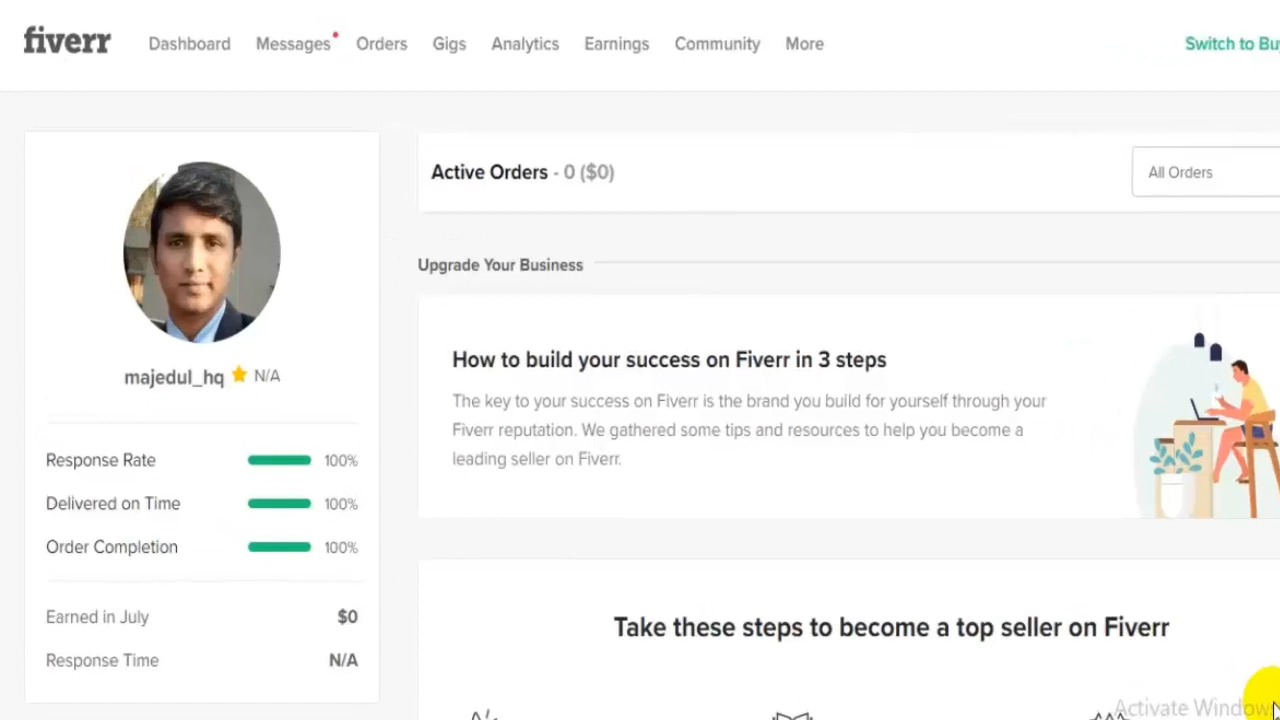 fiverr Dashboard Messages Orders Gigs Analytics Earnings Community More Switch to
Active Orders - 0 ($0) All Orders
Upgrade Your Business
How to build your success on Fiverr in 3 steps
The key to your success on Fiverr is the brand you build for yourself through your
Fiverr reputation. We gathered some tips and resources to help you become a
leading seller on Fiverr.
majedul_hq N/A
Response Rate 100%
Delivered on Time 100%
Order Completion 100%
Earned in July $0
Response Time N/A
Take these steps to become a top seller on Fiverr
Activate Windows